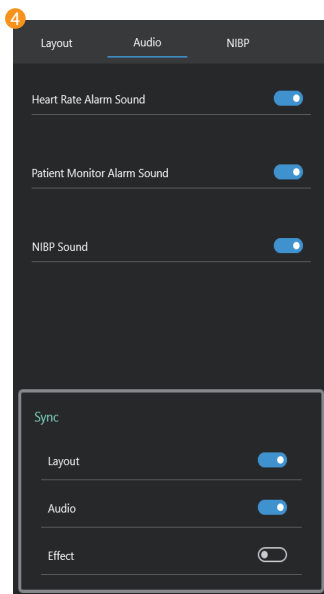 4
Layout Audio NIBP
Heart Rate Alarm Sound
Patient Monitor Alarm Sound
NIBP Sound
Sync
Layout
Audio
Effect